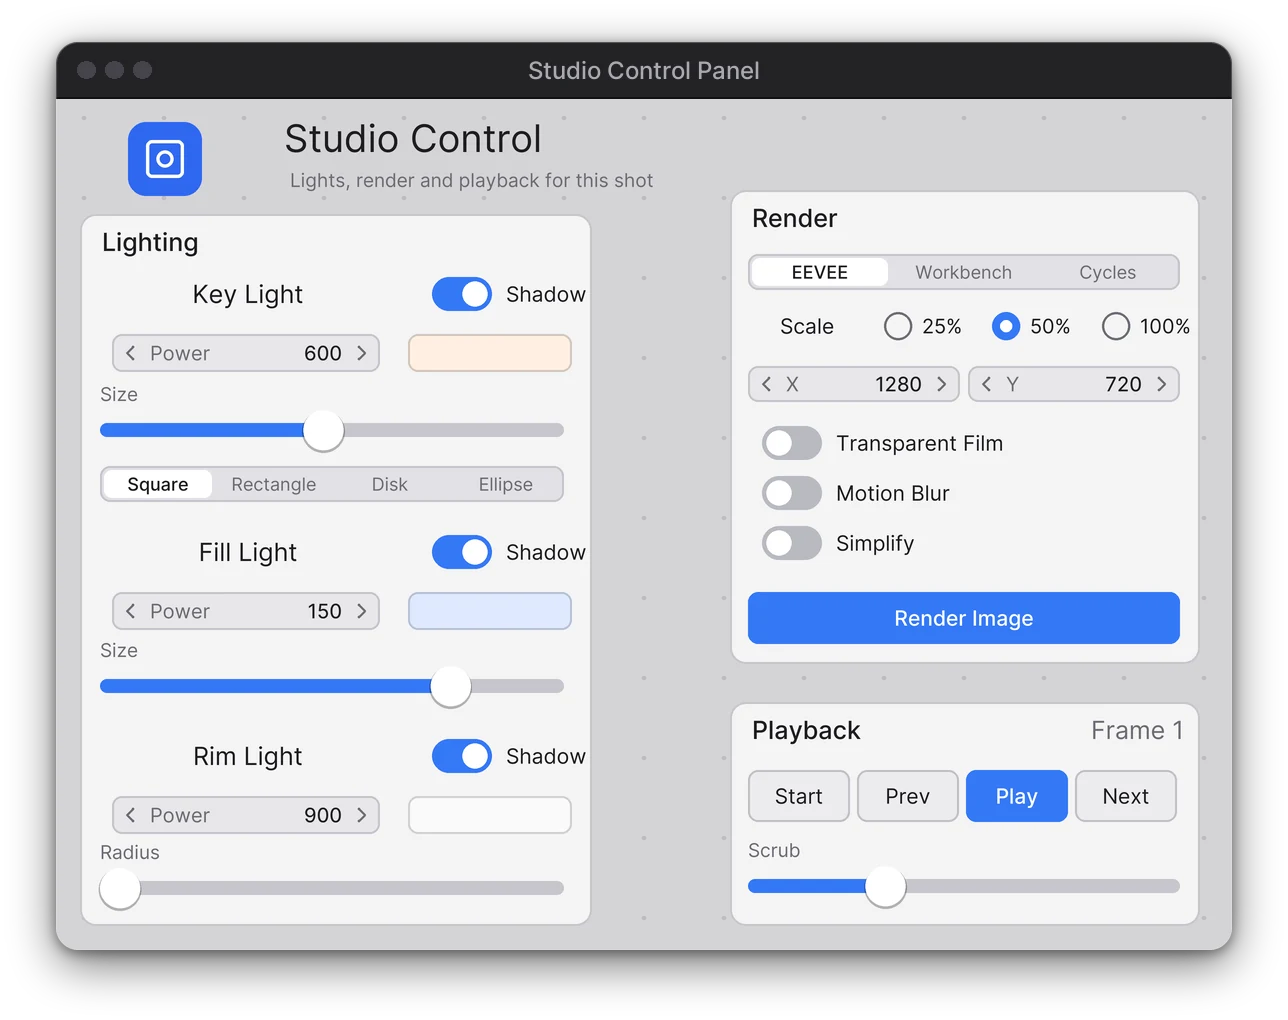 Studio Control Panel
Studio Control
Lights, render and playback for this shot
Lighting
Key Light
Shadow
Power 600
Size
Square Rectangle Disk Ellipse
Fill Light
Shadow
Power 150
Size
Rim Light
Shadow
Power 900
Radius
Render
EEVEE Workbench Cycles
Scale 25% 50% 100%
X 1280 Y 720
Transparent Film
Motion Blur
Simplify
Render Image
Playback
Frame 1
Start Prev Play Next
Scrub